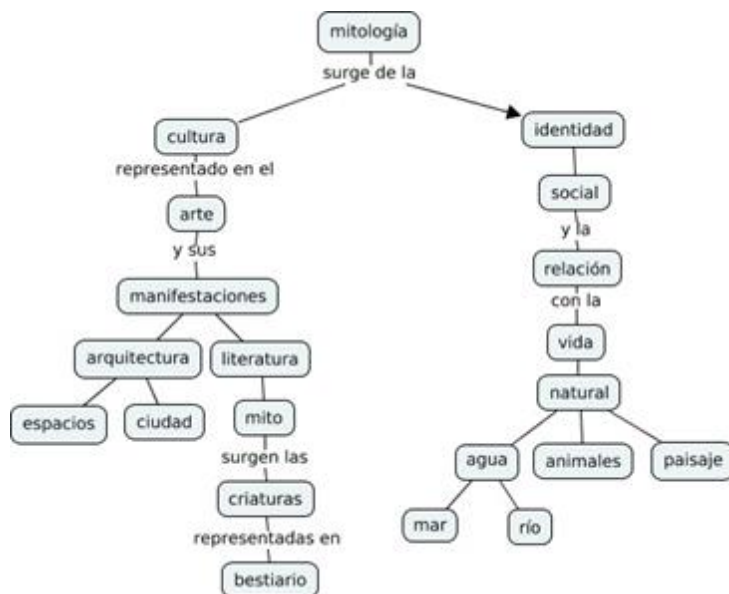 mitología
surge de la
cultura
identidad
representado en el
social
arte
y la
y sus
relación
manifestaciones
con la
arquitectura
literatura
vida
espacios
ciudad
mito
natural
surgen las
agua
animales
paisaje
criaturas
mar
río
representadas en
bestiario